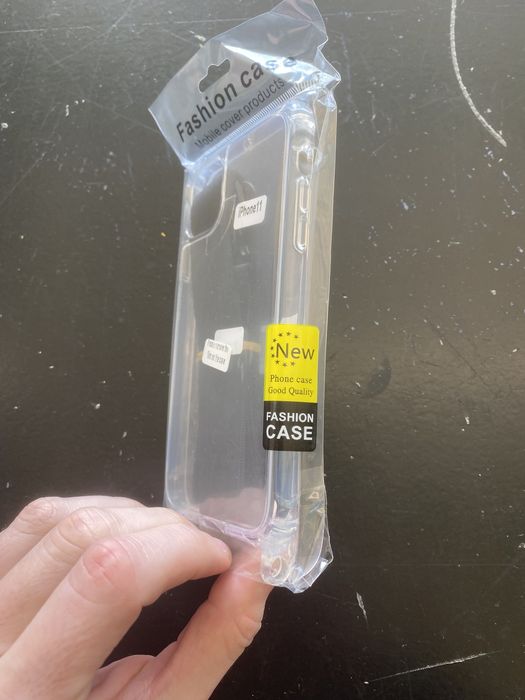 Fashion case
Mobile cover products
iPhone11
New
Phone case
Good Quality
FASHION
CASE